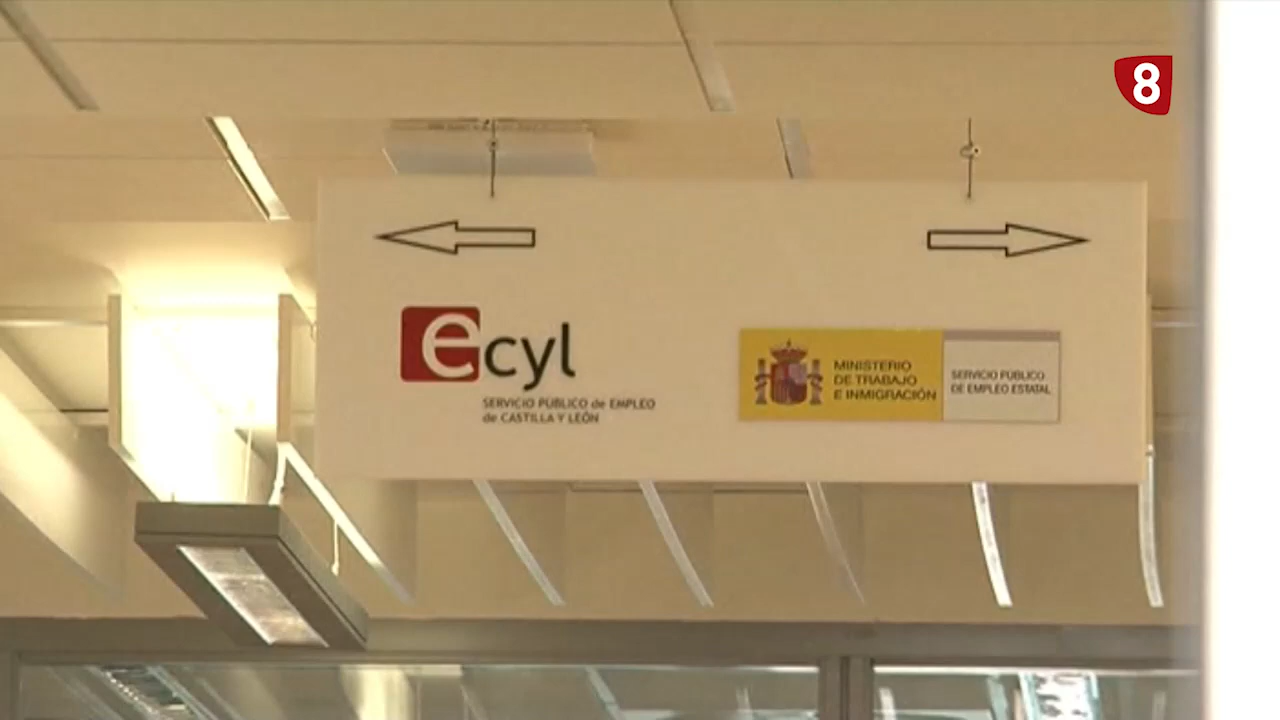 8
ecyl
SERVICIO PÚBLICO de EMPLEO
de CASTILLA Y LEÓN
MINISTERIO
DE TRABAJO
E INMIGRACIÓN
SERVICIO PÚBLICO
DE EMPLEO ESTATAL